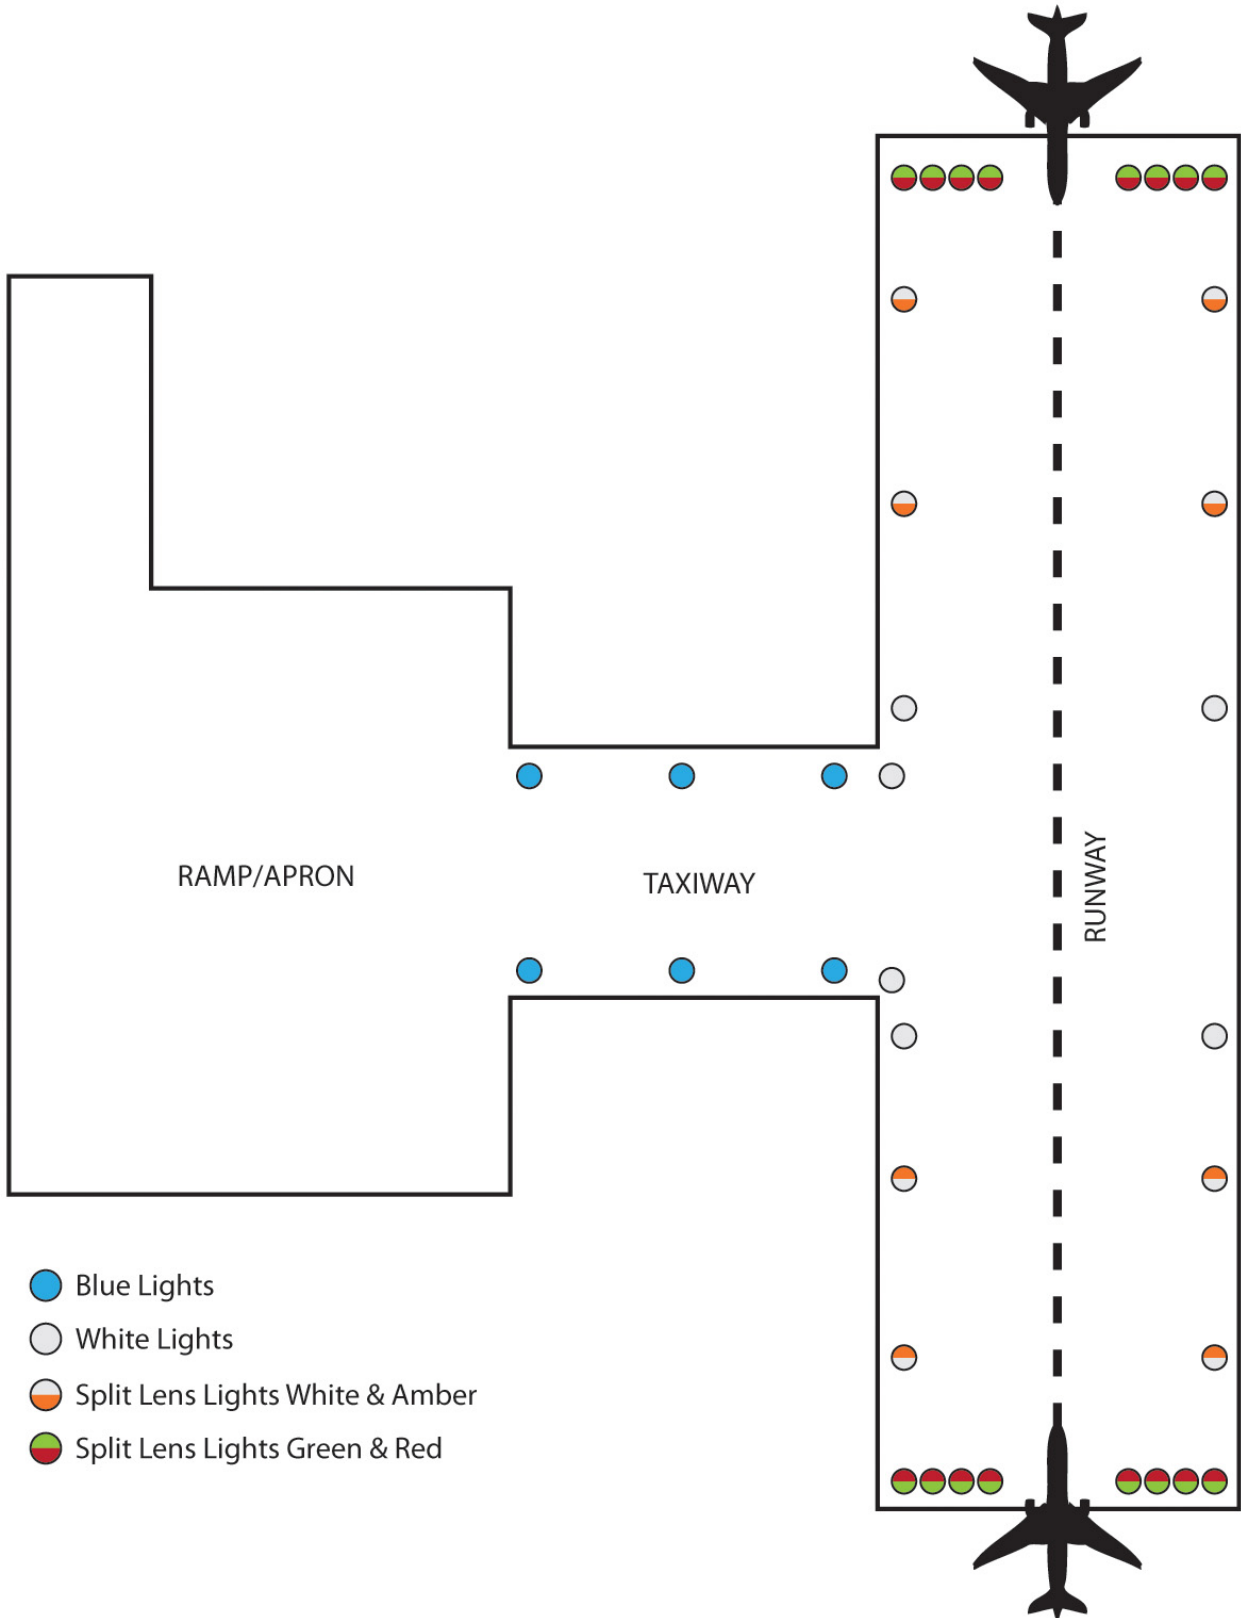 RAMP/APRON
TAXIWAY
RUNWAY
Blue Lights
White Lights
Split Lens Lights White & Amber
Split Lens Lights Green & Red